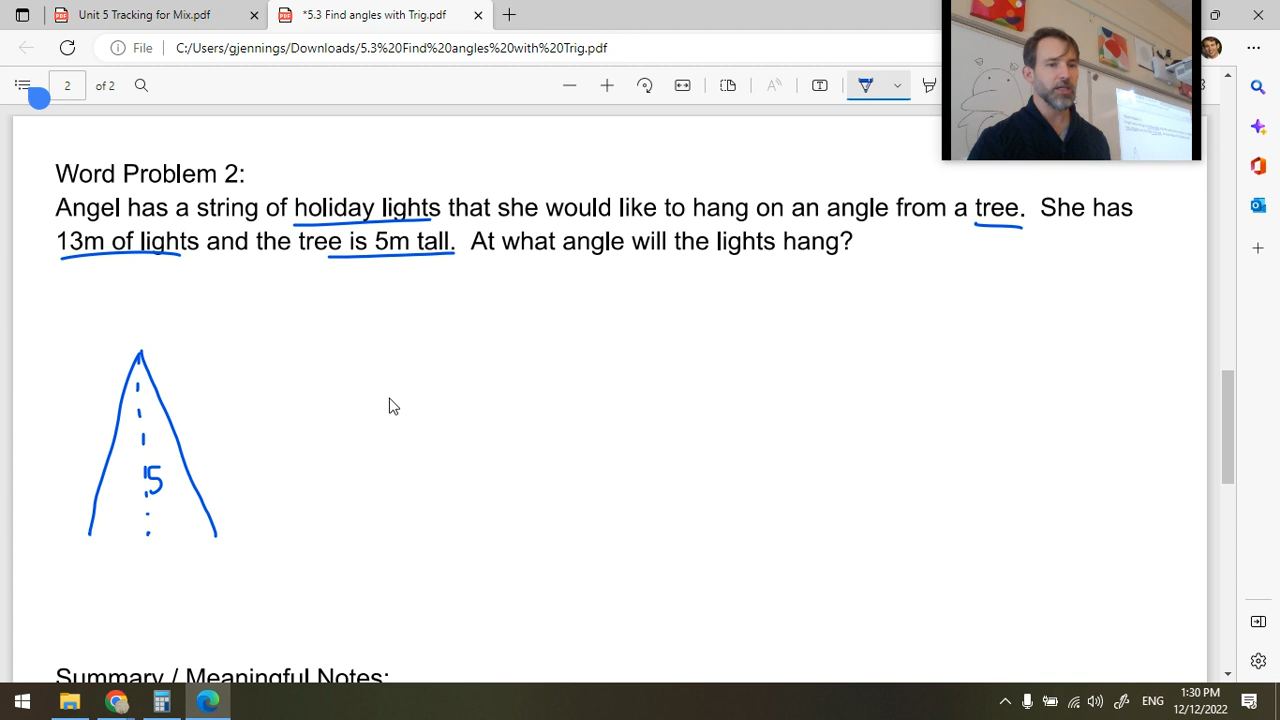 Unit 5 Tracking for Mix.pdf
*5.3 Find angles with Trig.pdf
File
C:/Users/gjennings/Downloads/5.3%20Find%20angles%20with%20Trig.pdf
2
of 2
Word Problem 2:
Angel has a string of holiday lights that she would like to hang on an angle from a tree. She has
13m of lights and the tree is 5m tall. At what angle will the lights hang?
5
Summary / Meaningful Notes:
ENG
1:30 PM
12/12/2022